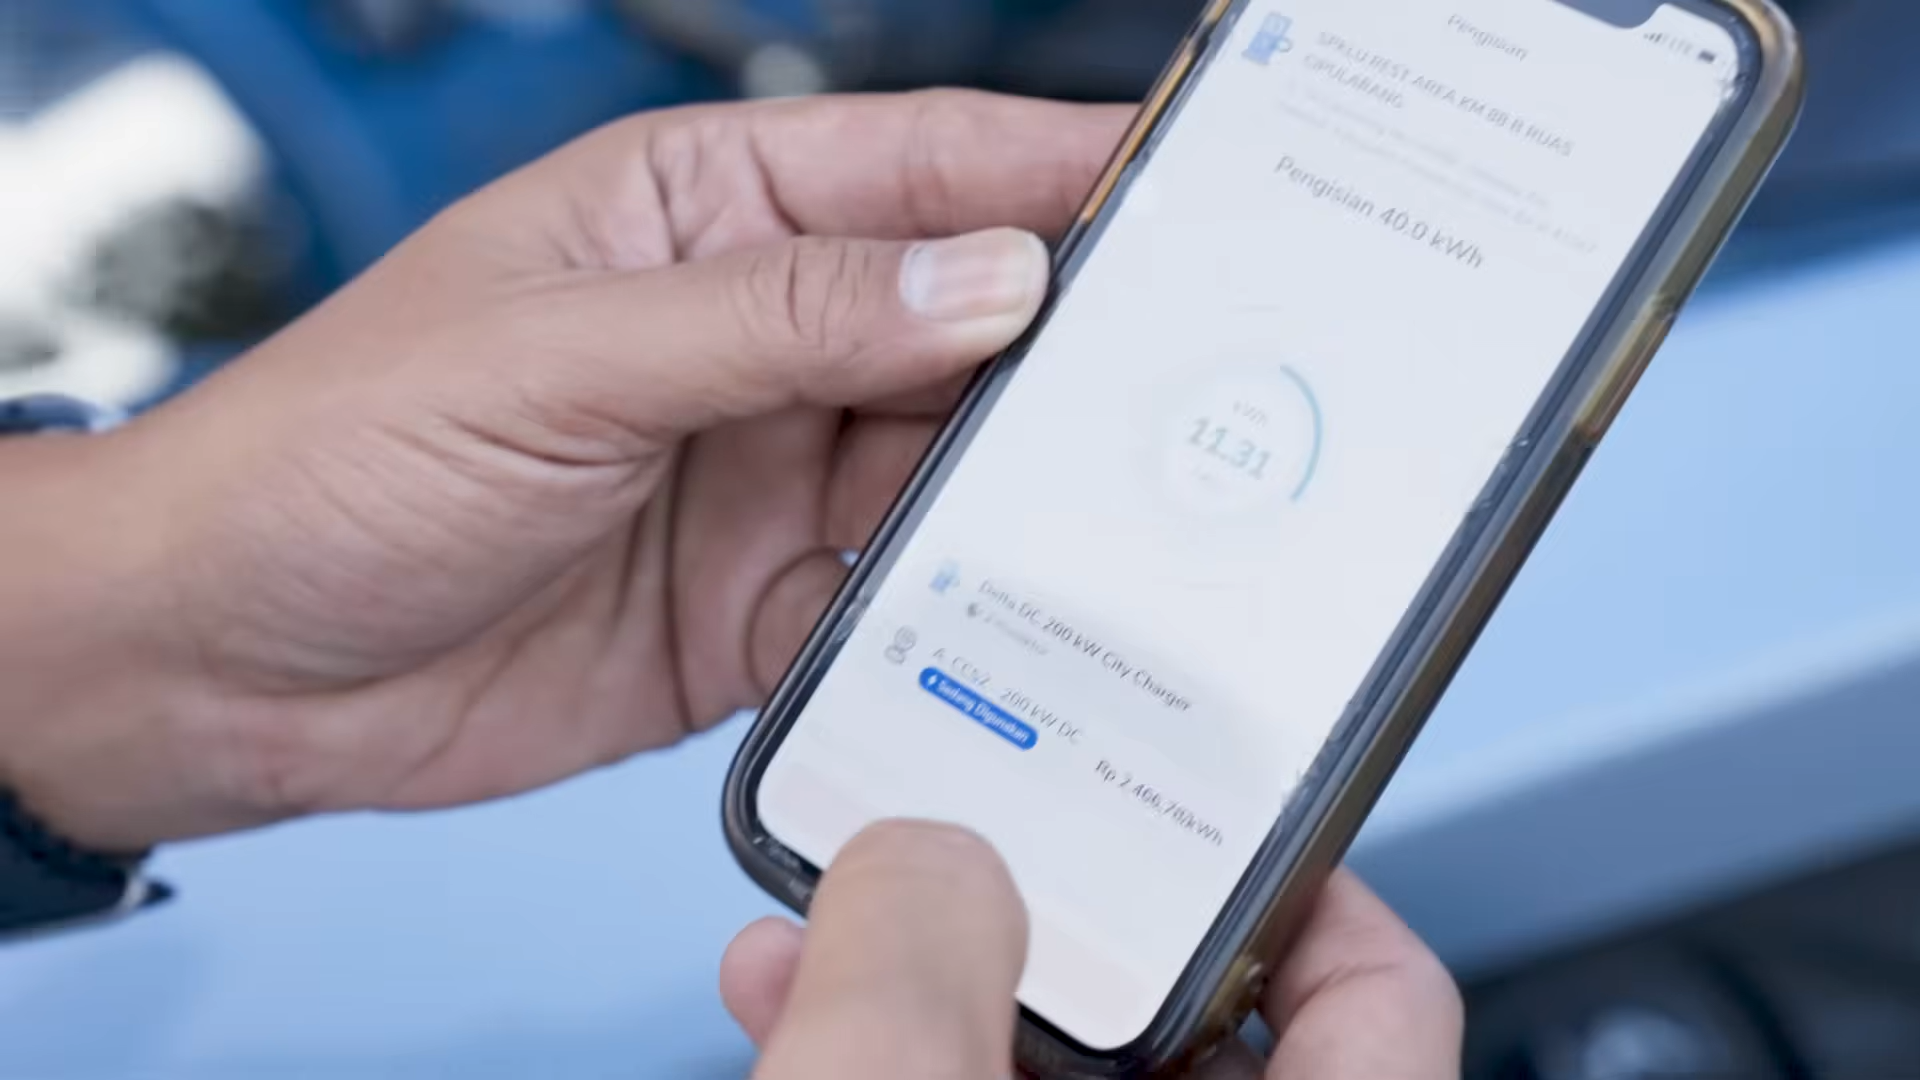 Pengisian
SPKLU REST AREA KM 88 B RUAS
CIPULARANG
Pengisian 40.0 kWh
kWh
11.31
Delta DC 200 kW City Charger
A. CCS2 - 200 kW DC
Sedang Digunakan
Rp 2.466,78/kWh